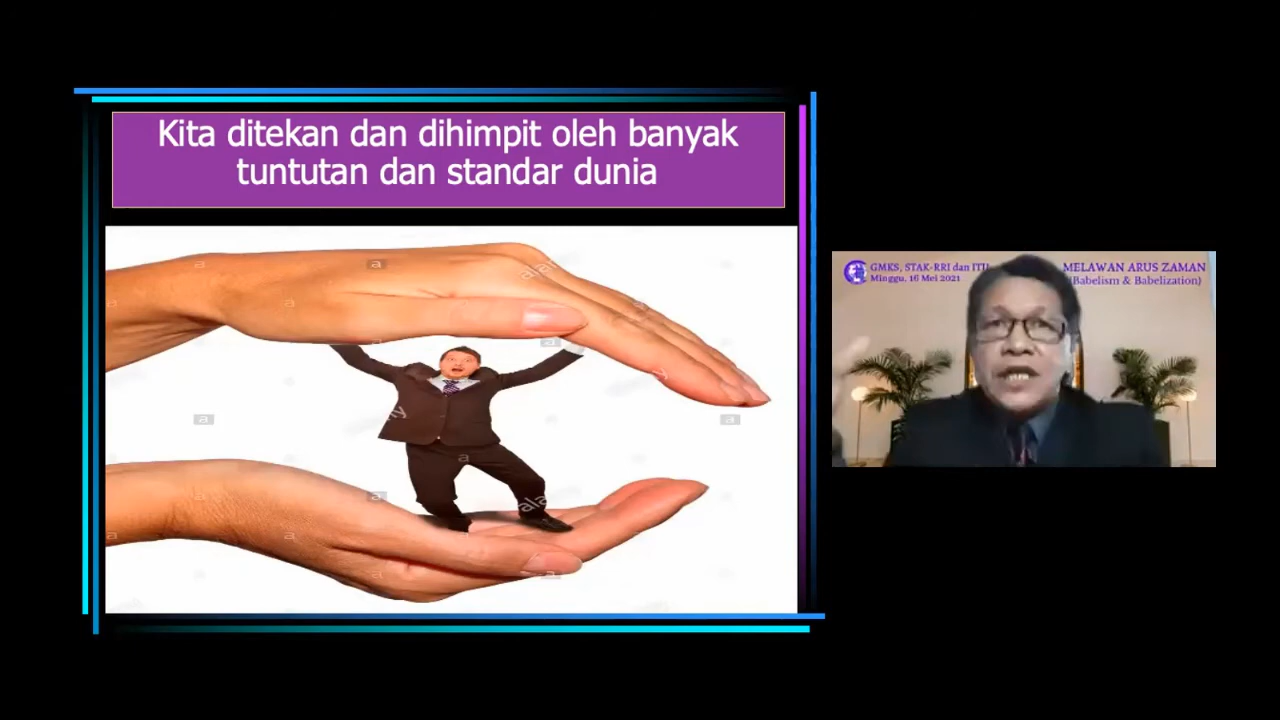 Kita ditekan dan dihimpit oleh banyak
tuntutan dan standar dunia
GMKS, STAK-RRI dan ITU
Minggu, 16 Mei 2021
MELAWAN ARUS ZAMAN
(Babelism & Babelization)